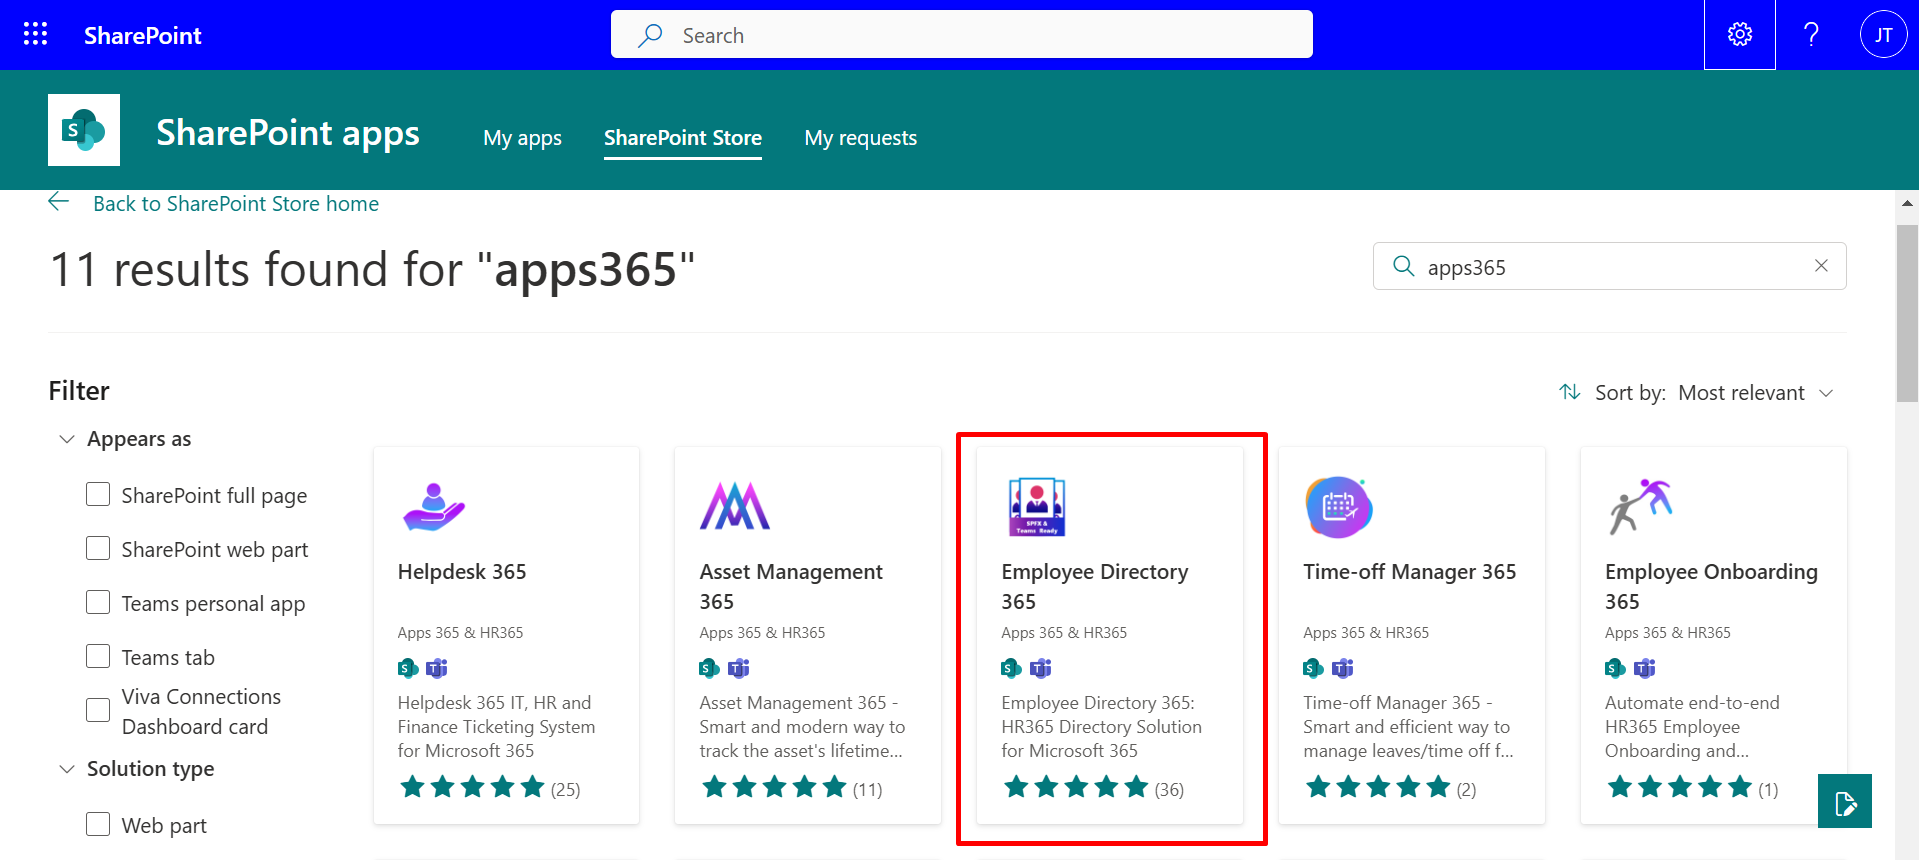 SharePoint
Search
?
JT
S
SharePoint apps
My apps
SharePoint Store
My requests
Back to SharePoint Store home
11 results found for "apps365"
apps365
Filter
Sort by: Most relevant
Appears as
SharePoint full page
SharePoint web part
Teams personal app
Teams tab
Viva Connections
Dashboard card
Solution type
Web part
Helpdesk 365
Apps 365 & HR365
Helpdesk 365 IT, HR and
Finance Ticketing System
for Microsoft 365
(25)
Asset Management
365
Apps 365 & HR365
Asset Management 365 -
Smart and modern way to
track the asset's lifetime...
(11)
SPFX &
Teams Ready
Employee Directory
365
Apps 365 & HR365
Employee Directory 365:
HR365 Directory Solution
for Microsoft 365
(36)
Time-off Manager 365
Apps 365 & HR365
Time-off Manager 365 -
Smart and efficient way to
manage leaves/time off f...
(2)
Employee Onboarding
365
Apps 365 & HR365
Automate end-to-end
HR365 Employee
Onboarding and...
(1)